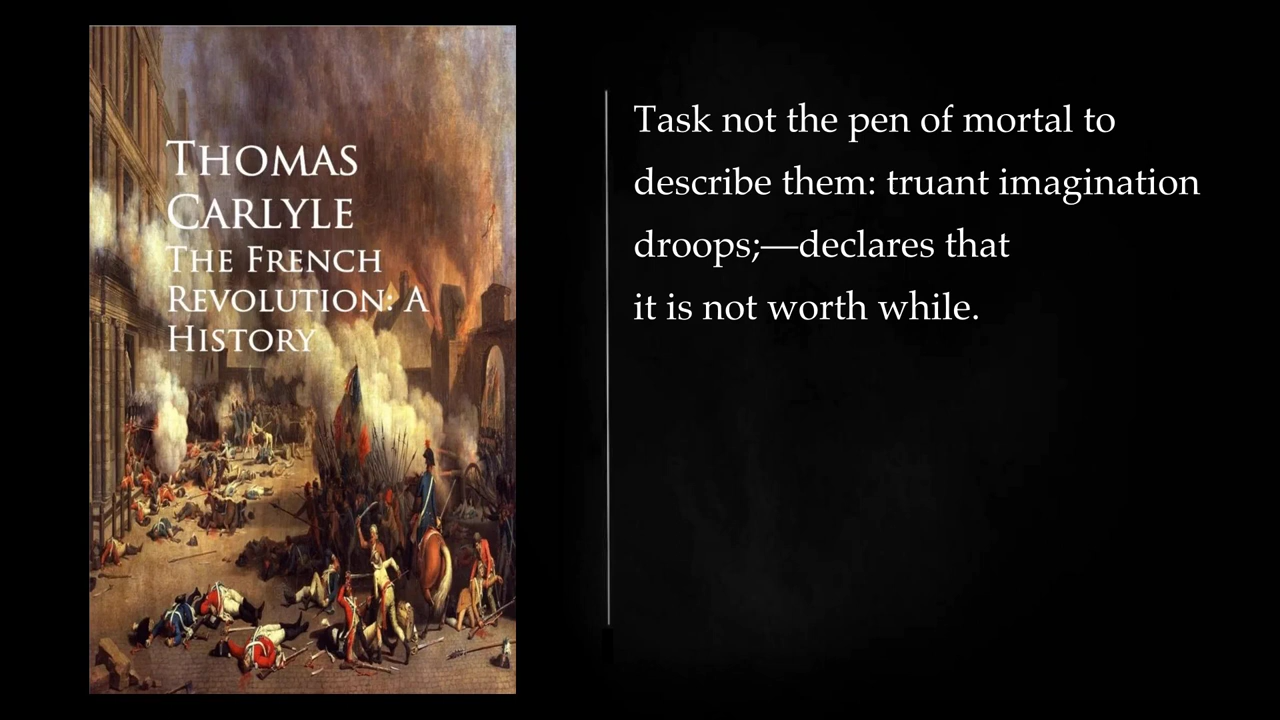 THOMAS
CARLYLE
THE FRENCH
REVOLUTION: A
HISTORY
Task not the pen of mortal to
describe them: truant imagination
droops;—declares that
it is not worth while.